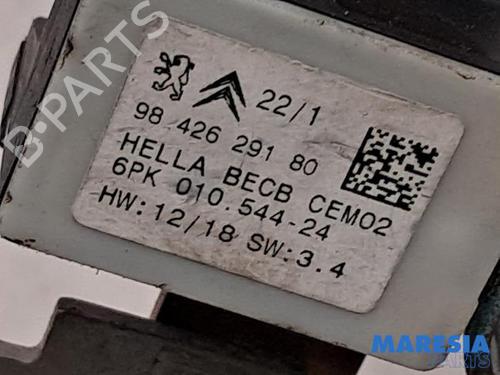 B-PARTS
22/1
98 426 291 80
HELLA BECB CEM02
6PK 010.544-24
HW:12/18 SW:3.4
MARESIA
AUTO PARTS